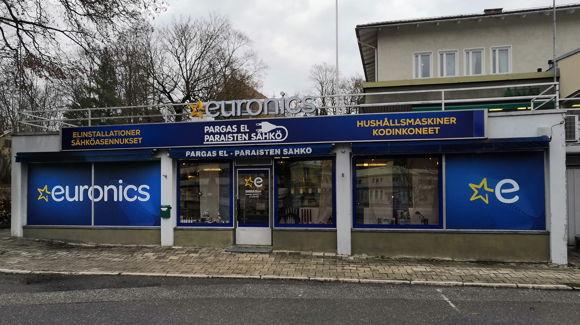 euronics
ELINSTALLATIONER
SÄHKÖASENNUKSET
PARGAS EL
PARAISTEN SÄHKÖ
HUSHÅLLSMASKINER
KODINKONEET
PARGAS EL - PARAISTEN SÄHKÖ
euronics
e
e